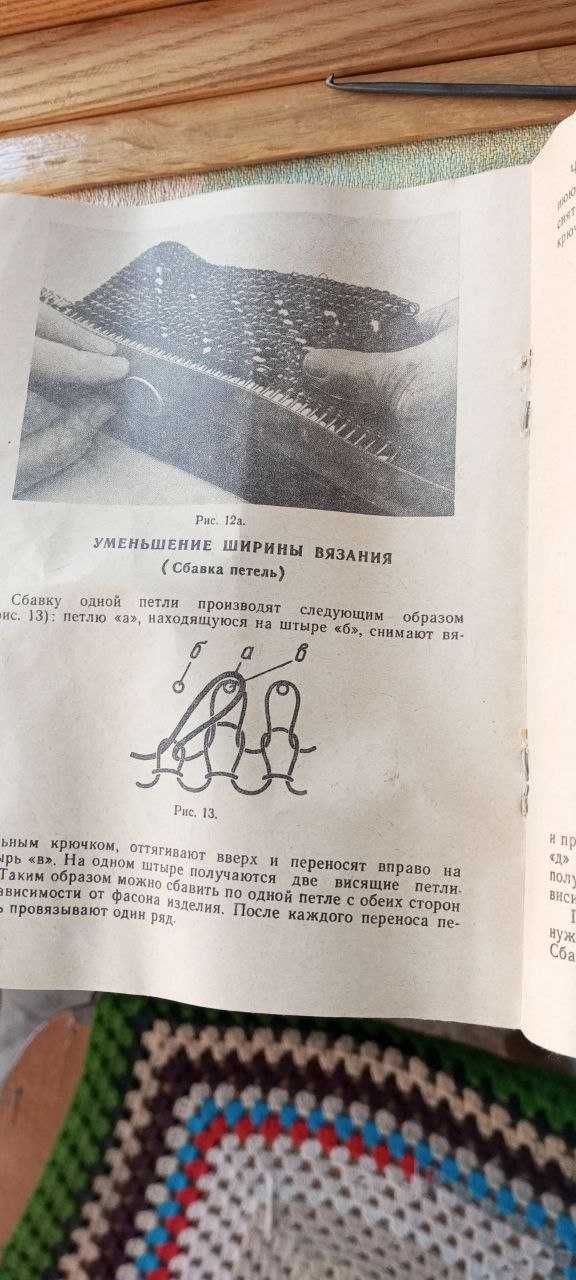 Рис. 12а.
УМЕНЬШЕНИЕ ШИРИНЫ ВЯЗАНИЯ
(Сбавка петель)
Сбавку одной петли производят следующим образом
рис. 13): петлю «а», находящуюся на штыре «б», снимают вя-
б а в
Рис. 13.
льным крючком, оттягивают вверх и переносят вправо на
ырь «в». На одном штыре получаются две висящие петли.
Таким образом можно сбавить по одной петле с обеих сторон
ависимости от фасона изделия. После каждого переноса пе-
ь провязывают один ряд.
крюч
и пр
«д»
полу
виси
нуж
Сба